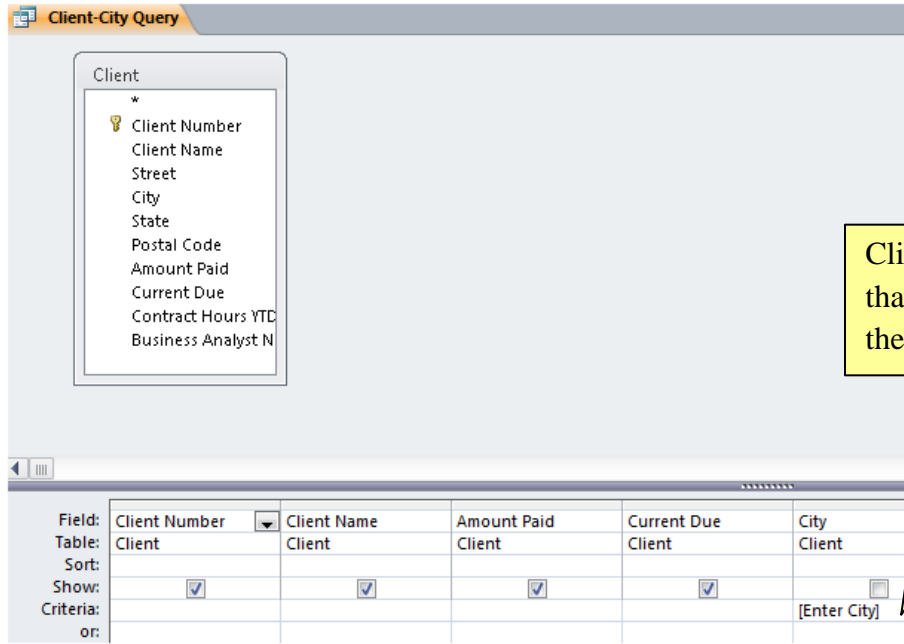 Client-City Query
Client
*
Client Number
Client Name
Street
City
State
Postal Code
Amount Paid
Current Due
Contract Hours YTD
Business Analyst N
Cli
tha
the
Field: Client Number Client Name Amount Paid Current Due City
Table: Client Client Client Client Client
Sort:
Show:
Criteria: [Enter City]
or: